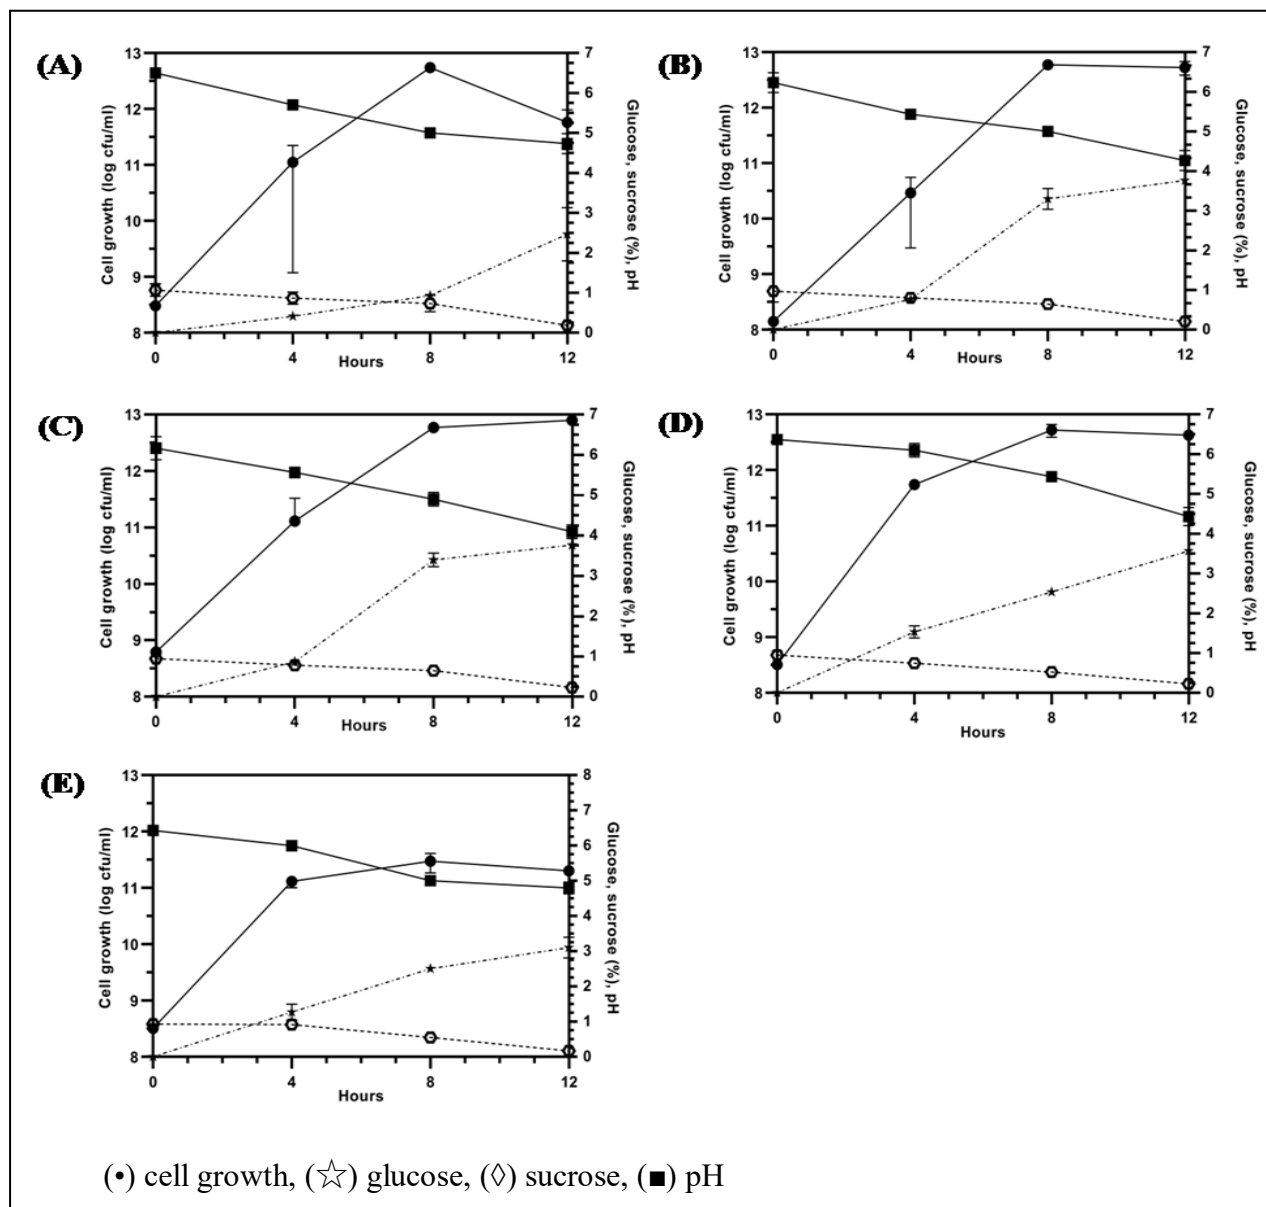 (A)
13
12
11
10
9
8
Cell growth (log cfu/ml)
7
6
5
4
3
2
1
0
Glucose, sucrose (%), pH
0 4 8 12
Hours
(B)
13
12
11
10
9
8
Cell growth (log cfu/ml)
7
6
5
4
3
2
1
0
Glucose, sucrose (%), pH
0 4 8 12
Hours
(C)
13
12
11
10
9
8
Cell growth (log cfu/ml)
7
6
5
4
3
2
1
0
Glucose, sucrose (%), pH
0 4 8 12
Hours
(D)
13
12
11
10
9
8
Cell growth (log cfu/ml)
7
6
5
4
3
2
1
0
Glucose, sucrose (%), pH
0 4 8 12
Hours
(E)
13
12
11
10
9
8
Cell growth (log cfu/ml)
8
7
6
5
4
3
2
1
0
Glucose, sucrose (%), pH
0 4 8 12
Hours
(•) cell growth, (☆) glucose, (◊) sucrose, (■) pH